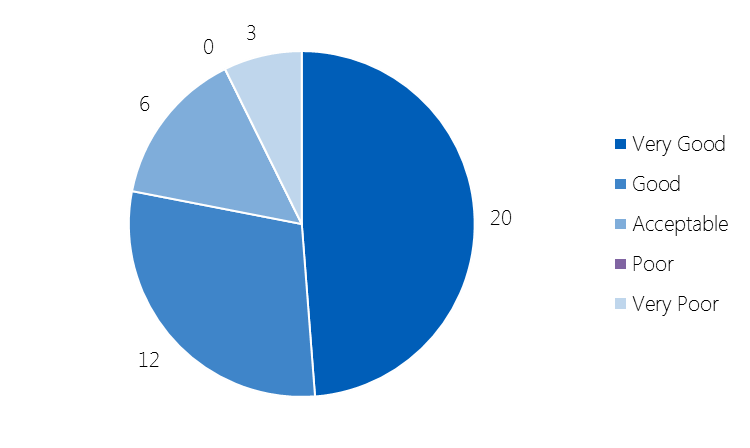 3
0
6
20
12
Very Good
Good
Acceptable
Poor
Very Poor